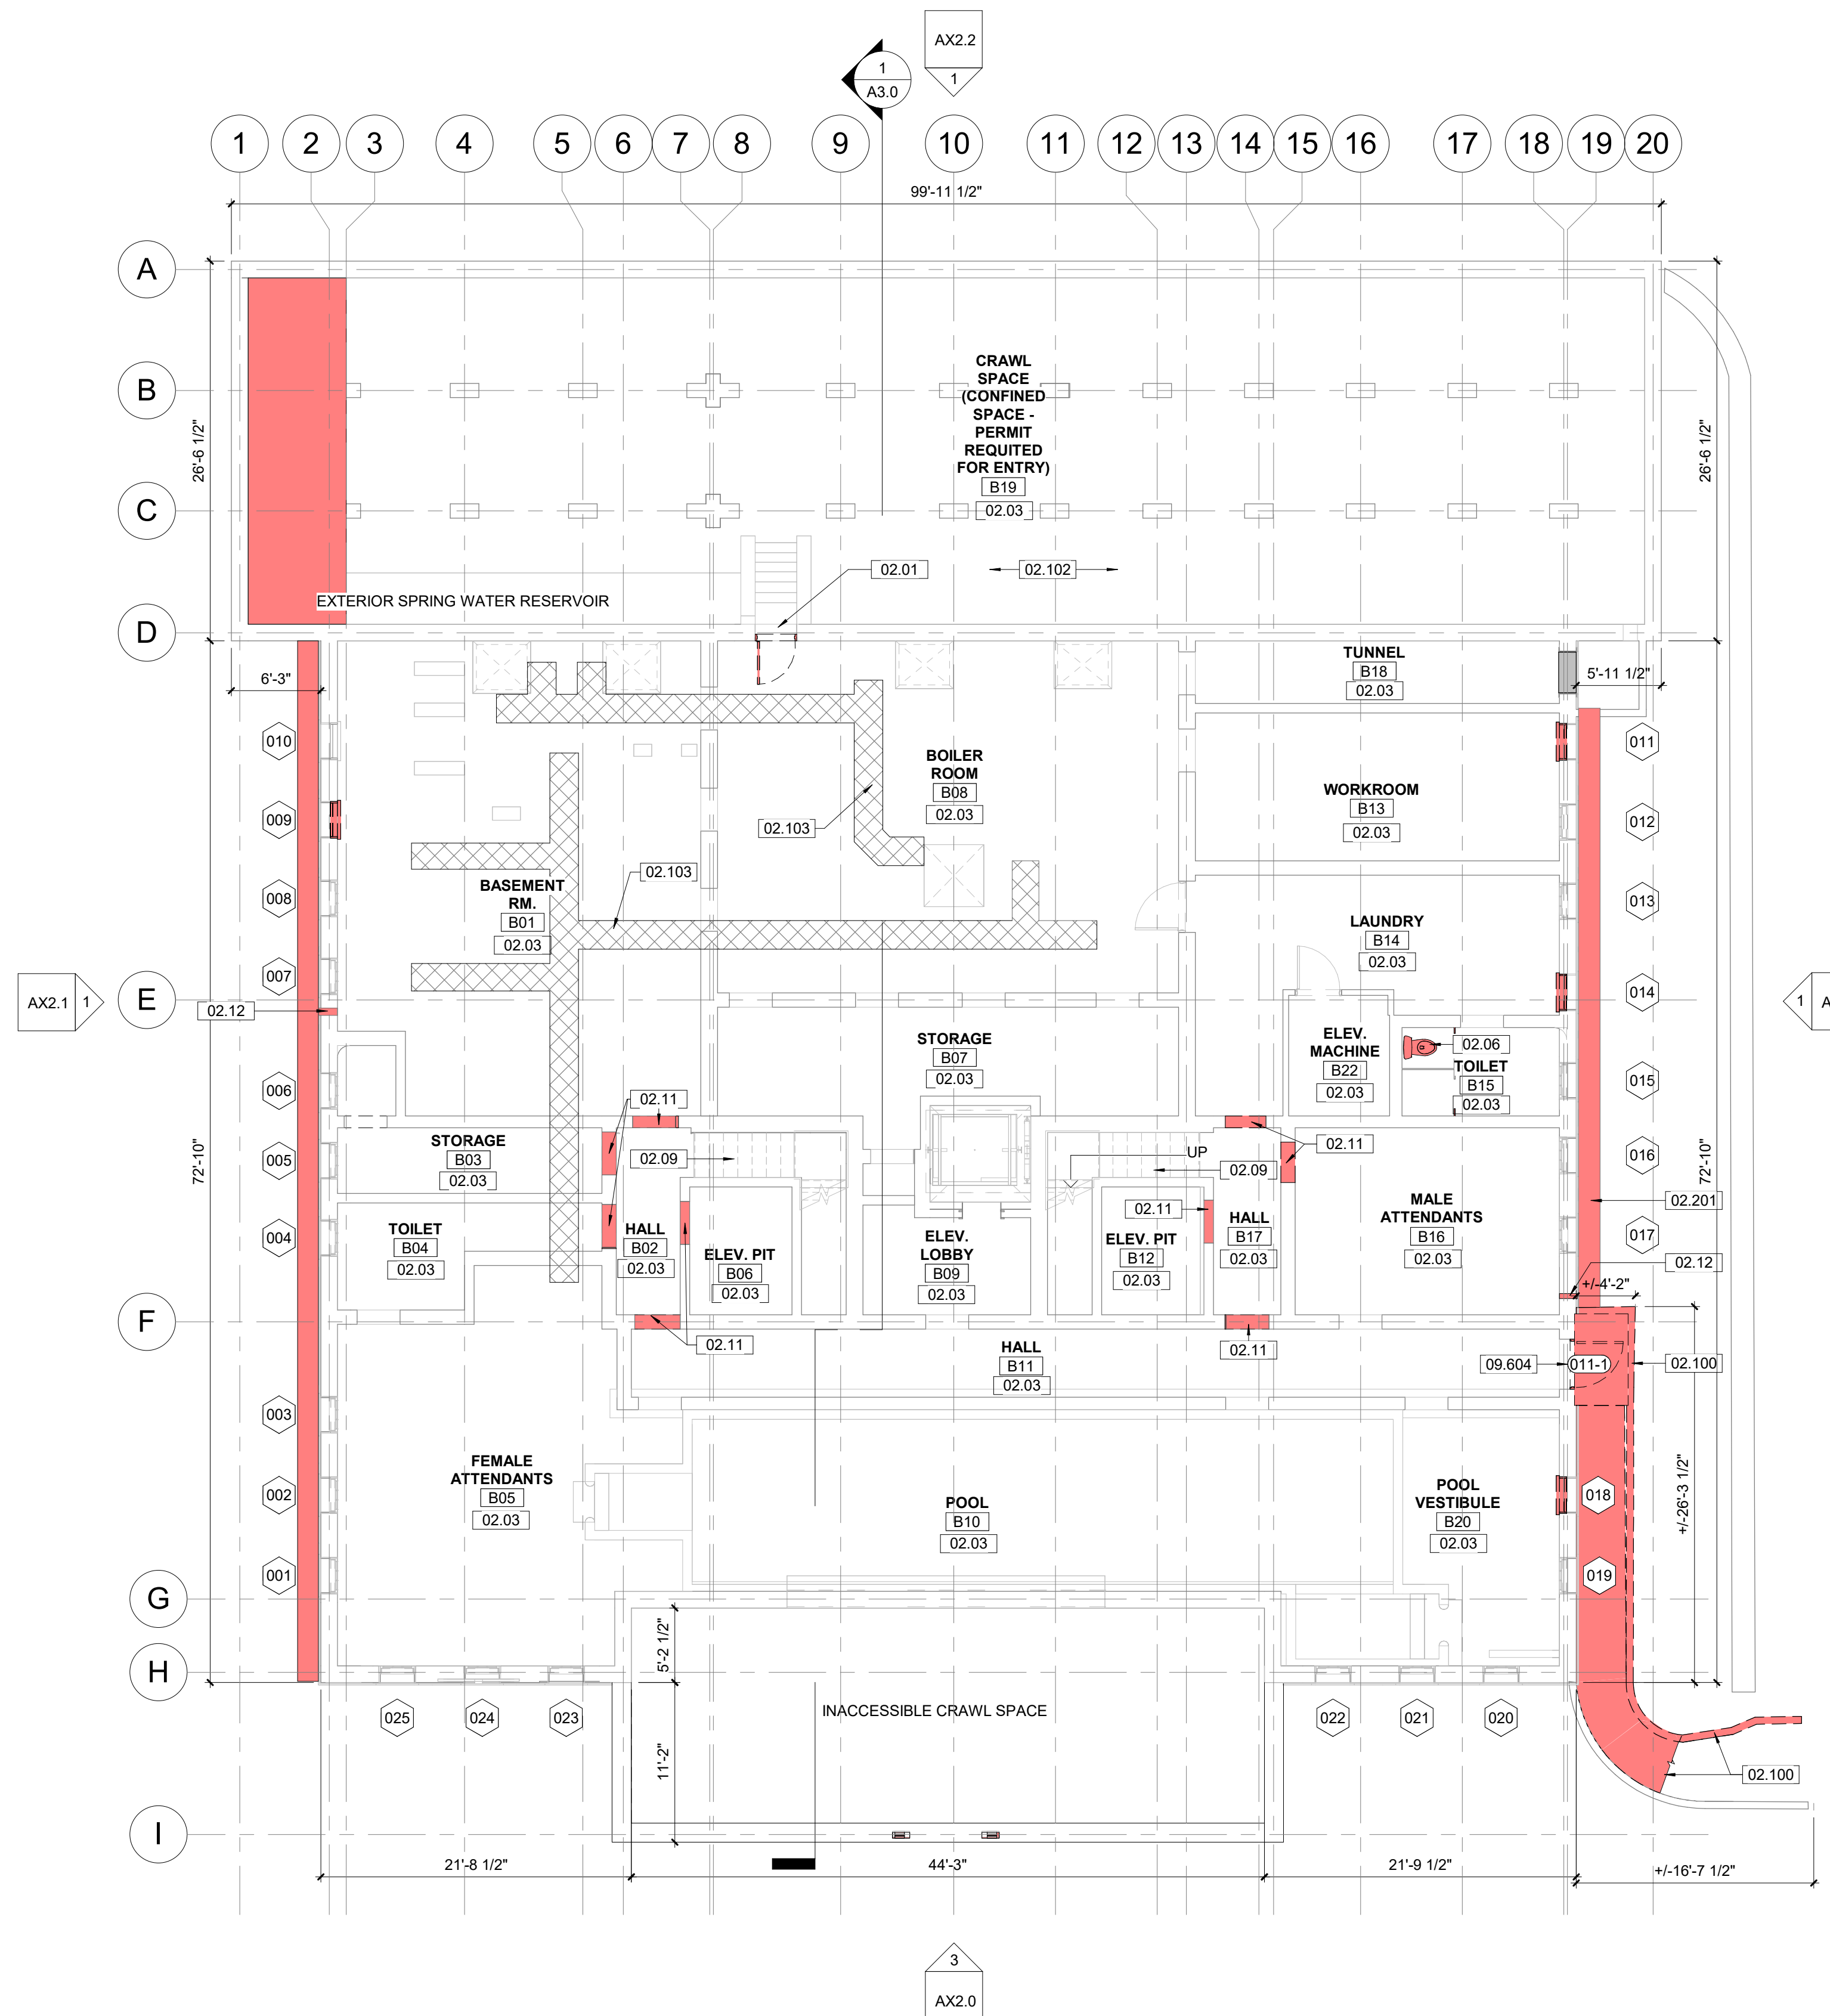 AX2.2
1
1
A3.0
1 2 3 4 5 6 7 8 9 10 11 12 13 14 15 16 17 18 19 20
99'-11 1/2"
A
B
C
D
E
F
G
H
I
26'-6 1/2"
26'-6 1/2"
CRAWL
SPACE
(CONFINED
SPACE -
PERMIT
REQUITED
FOR ENTRY)
B19
02.03
02.01
02.102
EXTERIOR SPRING WATER RESERVOIR
6'-3"
5'-11 1/2"
TUNNEL
B18
02.03
010
009
008
007
006
005
004
003
002
001
011
012
013
014
015
016
017
018
019
BOILER
ROOM
B08
02.03
WORKROOM
B13
02.03
02.103
02.103
BASEMENT
RM.
B01
02.03
LAUNDRY
B14
02.03
AX2.1
1
1
A
02.12
STORAGE
B07
02.03
ELEV.
MACHINE
B22
02.03
02.06
TOILET
B15
02.03
02.11
STORAGE
B03
02.03
02.09
UP
02.09
02.11
72'-10"
72'-10"
MALE
ATTENDANTS
B16
02.03
02.201
02.11
TOILET
B04
02.03
HALL
B02
02.03
ELEV. PIT
B06
02.03
ELEV.
LOBBY
B09
02.03
ELEV. PIT
B12
02.03
HALL
B17
02.03
02.12
+/-4'-2"
02.11
02.11
HALL
B11
02.03
09.604
011-1
02.100
FEMALE
ATTENDANTS
B05
02.03
POOL
B10
02.03
POOL
VESTIBULE
B20
02.03
+/-26'-3 1/2"
5'-2 1/2"
11'-2"
INACCESSIBLE CRAWL SPACE
025
024
023
022
021
020
02.100
21'-8 1/2"
44'-3"
21'-9 1/2"
+/-16'-7 1/2"
3
AX2.0